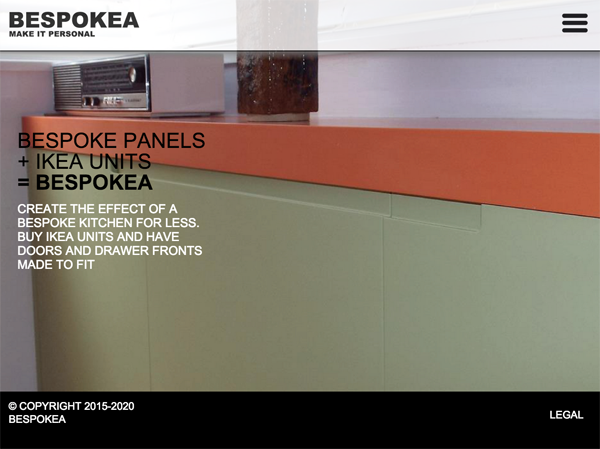 BESPOKEA
MAKE IT PERSONAL
BESPOKE PANELS
+ IKEA UNITS
= BESPOKEA
CREATE THE EFFECT OF A
BESPOKE KITCHEN FOR LESS.
BUY IKEA UNITS AND HAVE
DOORS AND DRAWER FRONTS
MADE TO FIT
© COPYRIGHT 2015-2020
BESPOKEA
LEGAL